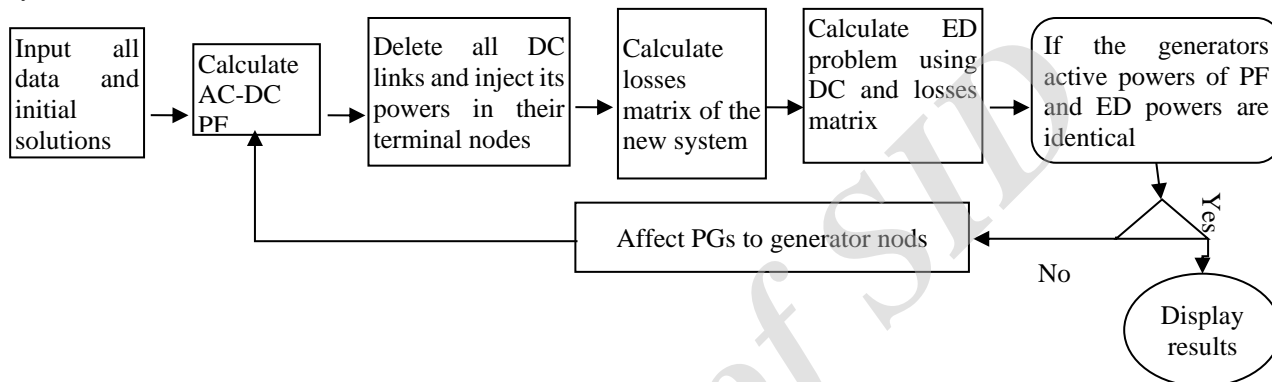 Input all
data and
initial
solutions
Calculate
AC-DC
PF
Delete all DC
links and inject its
powers in their
terminal nodes
Calculate
losses
matrix of the
new system
Calculate ED
problem using
DC and losses
matrix
If the generators
active powers of PF
and ED powers are
identical
Yes
Affect PGs to generator nods
No
Display
results
of SID